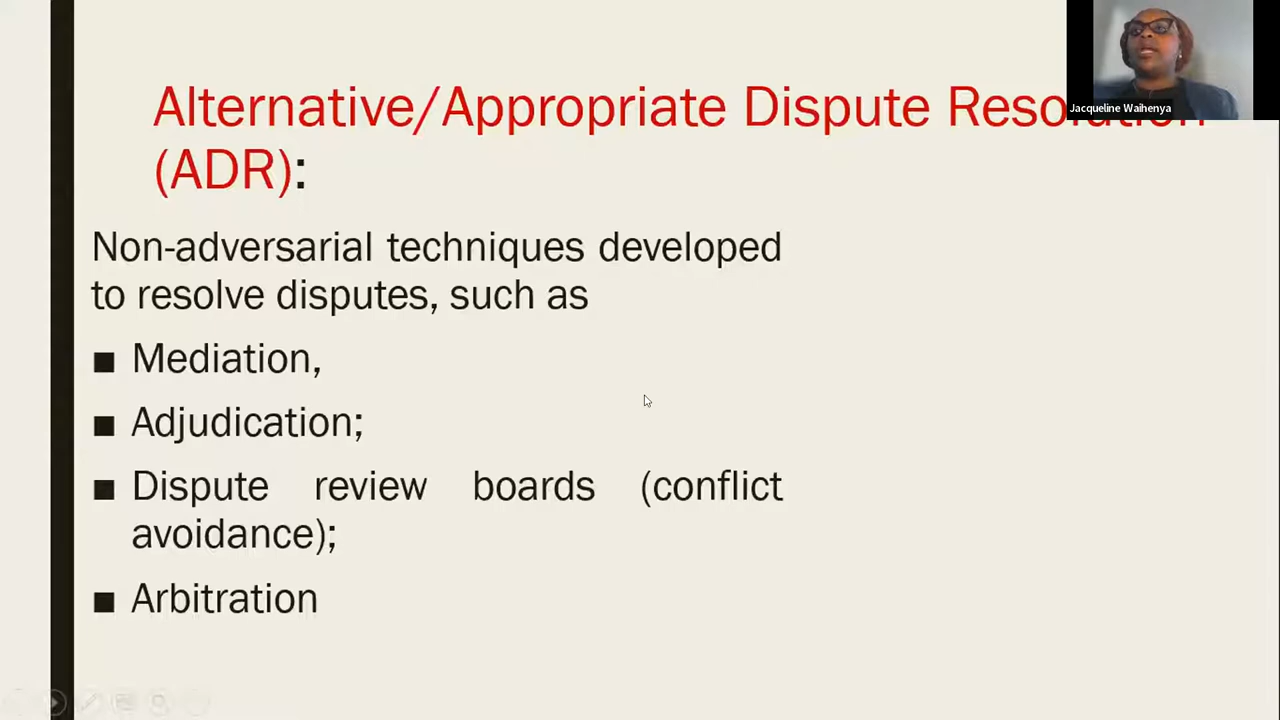 Alternative/Appropriate Dispute Resolution
(ADR):
Jacqueline Waihenya
Non-adversarial techniques developed
to resolve disputes, such as
■ Mediation,
■ Adjudication;
■ Dispute review boards (conflict
avoidance);
■ Arbitration